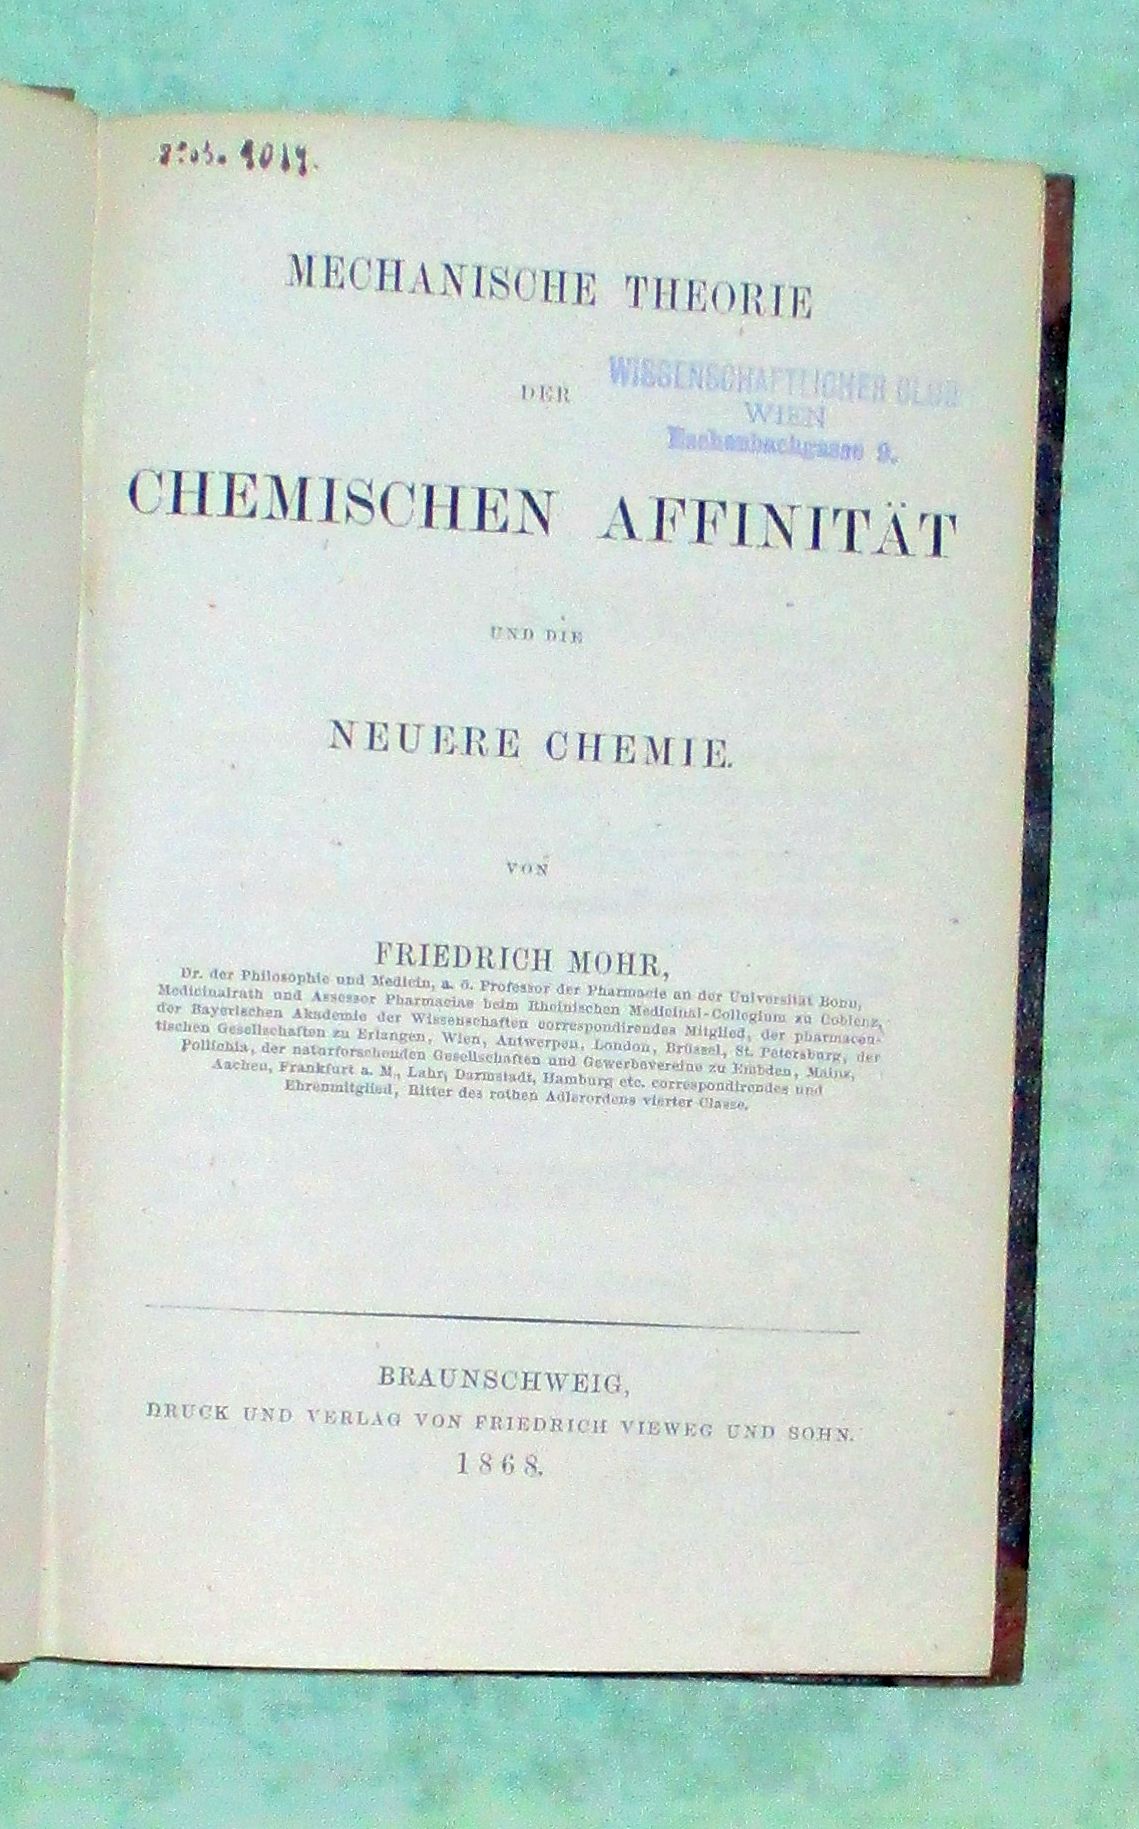 MECHANISCHE THEORIE
DER
WISSENSCHAFTLICHER CLUB
WIEN
Eschenbachgasse 9.
CHEMISCHEN AFFINITÄT
UND DIE
NEUERE CHEMIE.
VON
FRIEDRICH MOHR,
Dr. der Philosophie und Medicin, a. ö. Professor der Pharmacie an der Universität Bonn,
Medicinalrath und Assessor Pharmaciae beim Rheinischen Medicinal-Collegium zu Coblenz,
der Bayerischen Akademie der Wissenschaften correspondirendes Mitglied, der pharmaceu-
tischen Gesellschaften zu Erlangen, Wien, Antwerpen, London, Brüssel, St. Petersburg, der
Pollichia, der naturforschenden Gesellschaften und Gewerbevereine zu Embden, Mainz,
Aachen, Frankfurt a. M., Lahr, Darmstadt, Hamburg etc. correspondirendes und
Ehrenmitglied, Ritter des rothen Adlerordens vierter Classe.
BRAUNSCHWEIG,
DRUCK UND VERLAG VON FRIEDRICH VIEWEG UND SOHN.
1868.